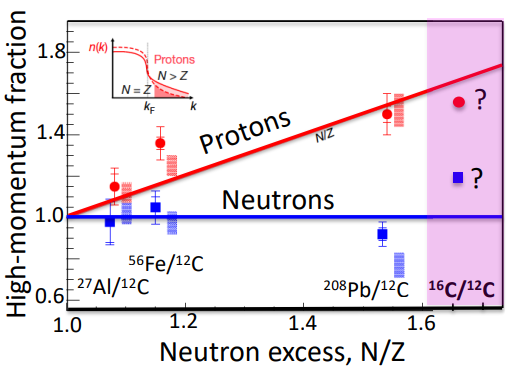 High-momentum fraction
1.8
1.4
1.0
0.6
n(k)
Protons
N > Z
N = Z
kF
k
Protons
N/Z
Neutrons
?
?
27Al/12C
56Fe/12C
208Pb/12C
16C/12C
1.0
1.2
1.4
1.6
Neutron excess, N/Z